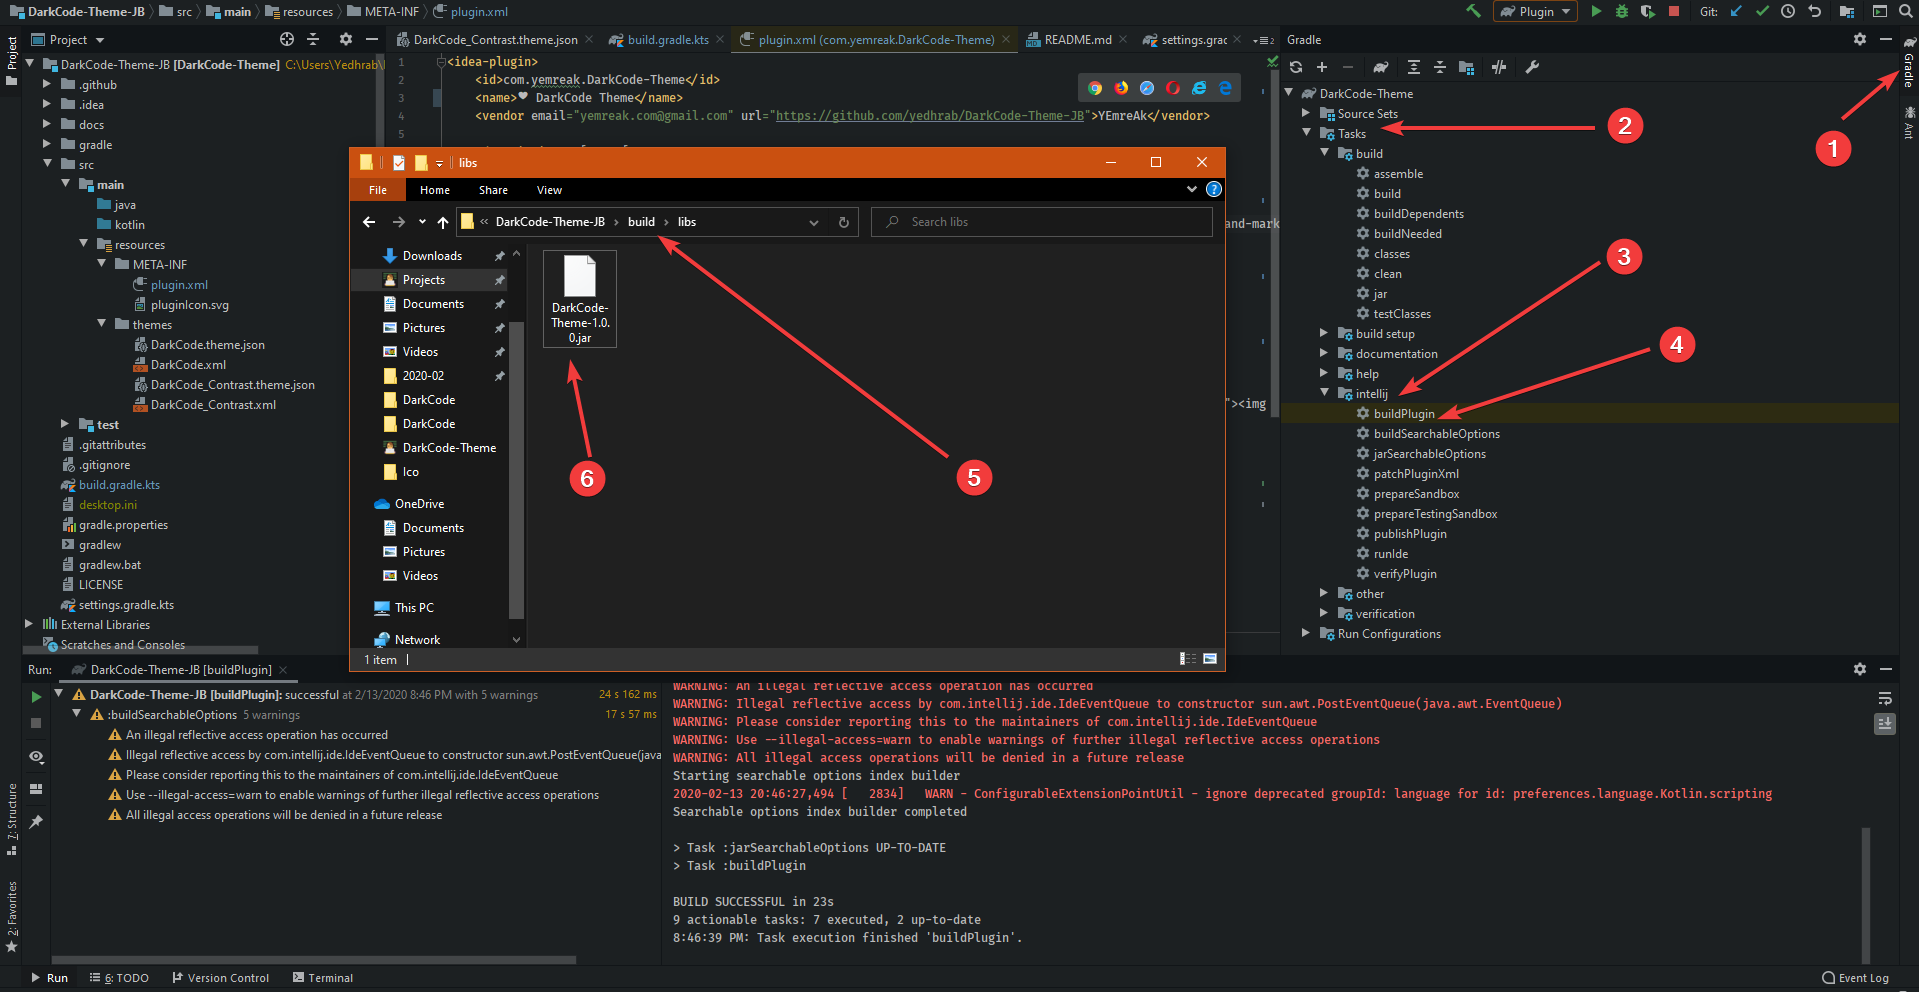 DarkCode-Theme-JB src main resources META-INF plugin.xml
Plugin Git:
Project
DarkCode_Contrast.theme.json build.gradle.kts plugin.xml (com.yemreak.DarkCode-Theme) README.md settings.grac
Gradle
Project
DarkCode-Theme-JB [DarkCode-Theme] C:\Users\Yedhrab\
.github
.idea
docs
gradle
src
main
java
kotlin
resources
META-INF
plugin.xml
pluginIcon.svg
themes
DarkCode.theme.json
DarkCode.xml
DarkCode_Contrast.theme.json
DarkCode_Contrast.xml
test
.gitattributes
.gitignore
build.gradle.kts
desktop.ini
gradle.properties
gradlew
gradlew.bat
LICENSE
settings.gradle.kts
External Libraries
Scratches and Consoles
1 <idea-plugin>
2 <id>com.yemreak.DarkCode-Theme</id>
3 <name>♥ DarkCode Theme</name>
4 <vendor email="yemreak.com@gmail.com" url="https://github.com/yedhrab/DarkCode-Theme-JB">YEmreAk</vendor>
5
and-mark
"><img
libs
File Home Share View
« DarkCode-Theme-JB › build › libs
Search libs
Downloads
Projects
Documents
Pictures
Videos
2020-02
DarkCode
DarkCode
DarkCode-Theme
Ico
OneDrive
Documents
Pictures
Videos
This PC
Network
DarkCode-
Theme-1.0.
0.jar
1 item
DarkCode-Theme
Source Sets
Tasks
build
assemble
build
buildDependents
buildNeeded
classes
clean
jar
testClasses
build setup
documentation
help
intellij
buildPlugin
buildSearchableOptions
jarSearchableOptions
patchPluginXml
prepareSandbox
prepareTestingSandbox
publishPlugin
runIde
verifyPlugin
other
verification
Run Configurations
Gradle
Ant
1
2
3
4
5
6
Run: DarkCode-Theme-JB [buildPlugin]
DarkCode-Theme-JB [buildPlugin]: successful at 2/13/2020 8:46 PM with 5 warnings 24 s 162 ms
:buildSearchableOptions 5 warnings 17 s 57 ms
An illegal reflective access operation has occurred
Illegal reflective access by com.intellij.ide.IdeEventQueue to constructor sun.awt.PostEventQueue(java
Please consider reporting this to the maintainers of com.intellij.ide.IdeEventQueue
Use --illegal-access=warn to enable warnings of further illegal reflective access operations
All illegal access operations will be denied in a future release
WARNING: An illegal reflective access operation has occurred
WARNING: Illegal reflective access by com.intellij.ide.IdeEventQueue to constructor sun.awt.PostEventQueue(java.awt.EventQueue)
WARNING: Please consider reporting this to the maintainers of com.intellij.ide.IdeEventQueue
WARNING: Use --illegal-access=warn to enable warnings of further illegal reflective access operations
WARNING: All illegal access operations will be denied in a future release
Starting searchable options index builder
2020-02-13 20:46:27,494 [ 2834] WARN - ConfigurableExtensionPointUtil - ignore deprecated groupId: language for id: preferences.language.Kotlin.scripting
Searchable options index builder completed
> Task :jarSearchableOptions UP-TO-DATE
> Task :buildPlugin
BUILD SUCCESSFUL in 23s
9 actionable tasks: 7 executed, 2 up-to-date
8:46:39 PM: Task execution finished 'buildPlugin'.
7: Structure
2: Favorites
Run 6: TODO Version Control Terminal
Event Log